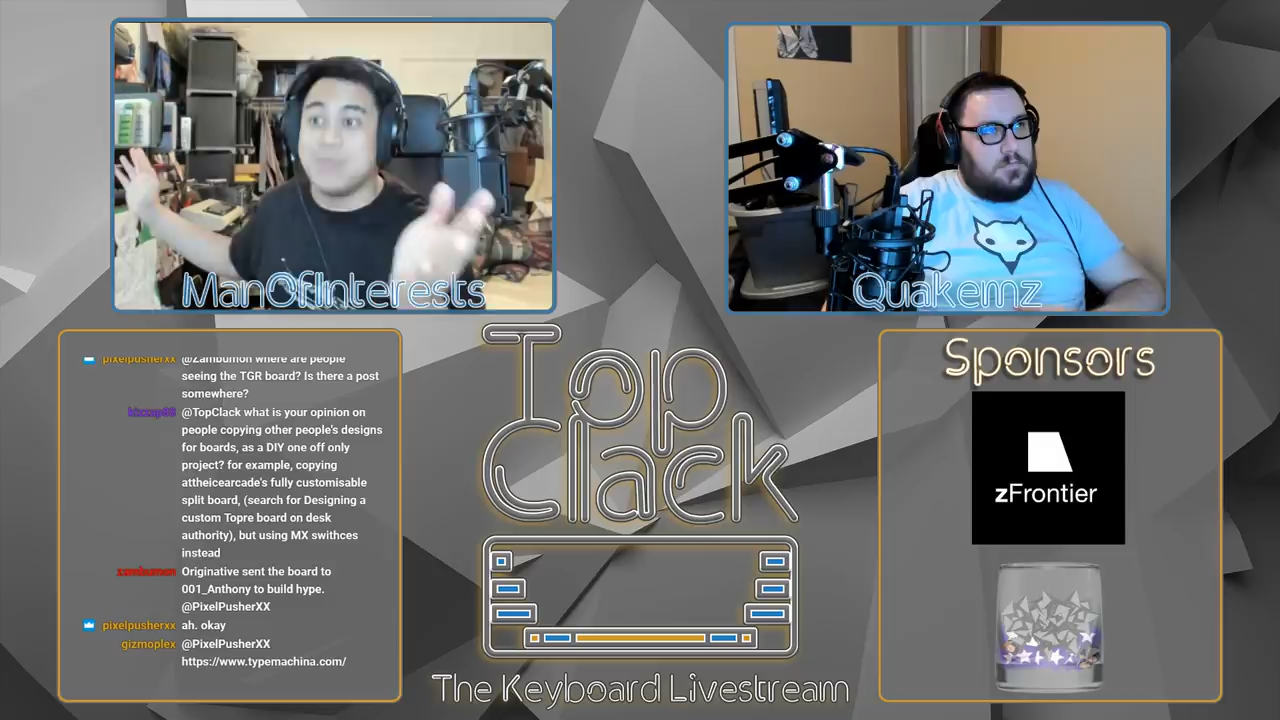 ManOfInterests
Quakemz
pixelpusherxx @Zambumon where are people
seeing the TGR board? Is there a post
somewhere?
@TopClack what is your opinion on
people copying other people's designs
for boards, as a DIY one off only
project? for example, copying
attheicearcade's fully customisable
split board, (search for Designing a
custom Topre board on desk
authority), but using MX swithces
instead
Originative sent the board to
001_Anthony to build hype.
@PixelPusherXX
pixelpusherxx ah. okay
gizmoplex @PixelPusherXX
https://www.typemachina.com/
Top
Clack
The Keyboard Livestream
Sponsors
zFrontier